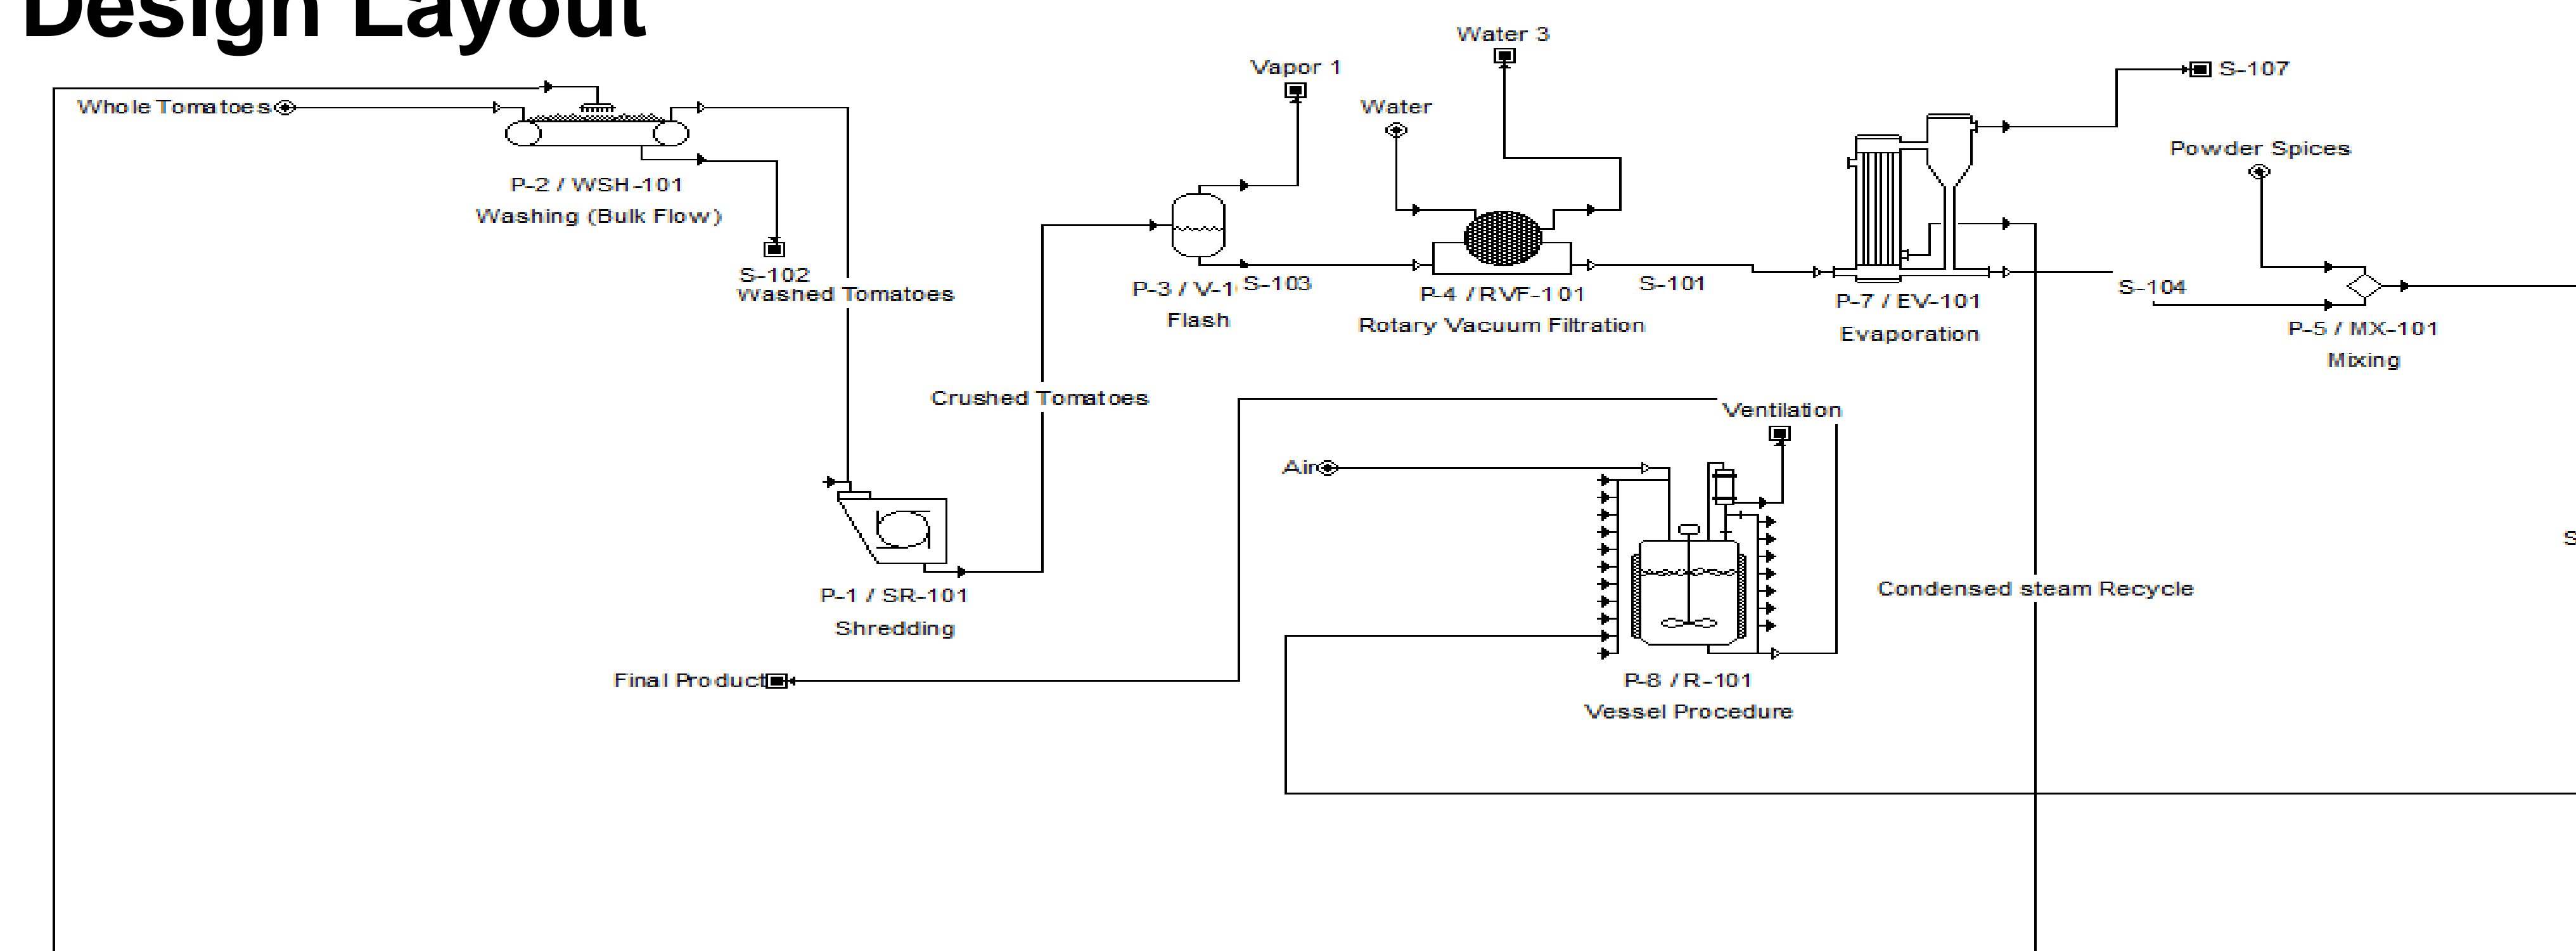 Design Layout
Water 3
Vapor 1
S-107
Water
Whole Tomatoes
Powder Spices
P-2 / WSH-101
Washing (Bulk Flow)
S-102
Washed Tomatoes
P-3 / V-1
S-103
Flash
P-4 / RVF-101
Rotary Vacuum Filtration
S-101
P-7 / EV-101
Evaporation
S-104
P-5 / MX-101
Mixing
Crushed Tomatoes
Ventilation
Air
P-1 / SR-101
Shredding
Condensed steam Recycle
Final Product
P-8 / R-101
Vessel Procedure